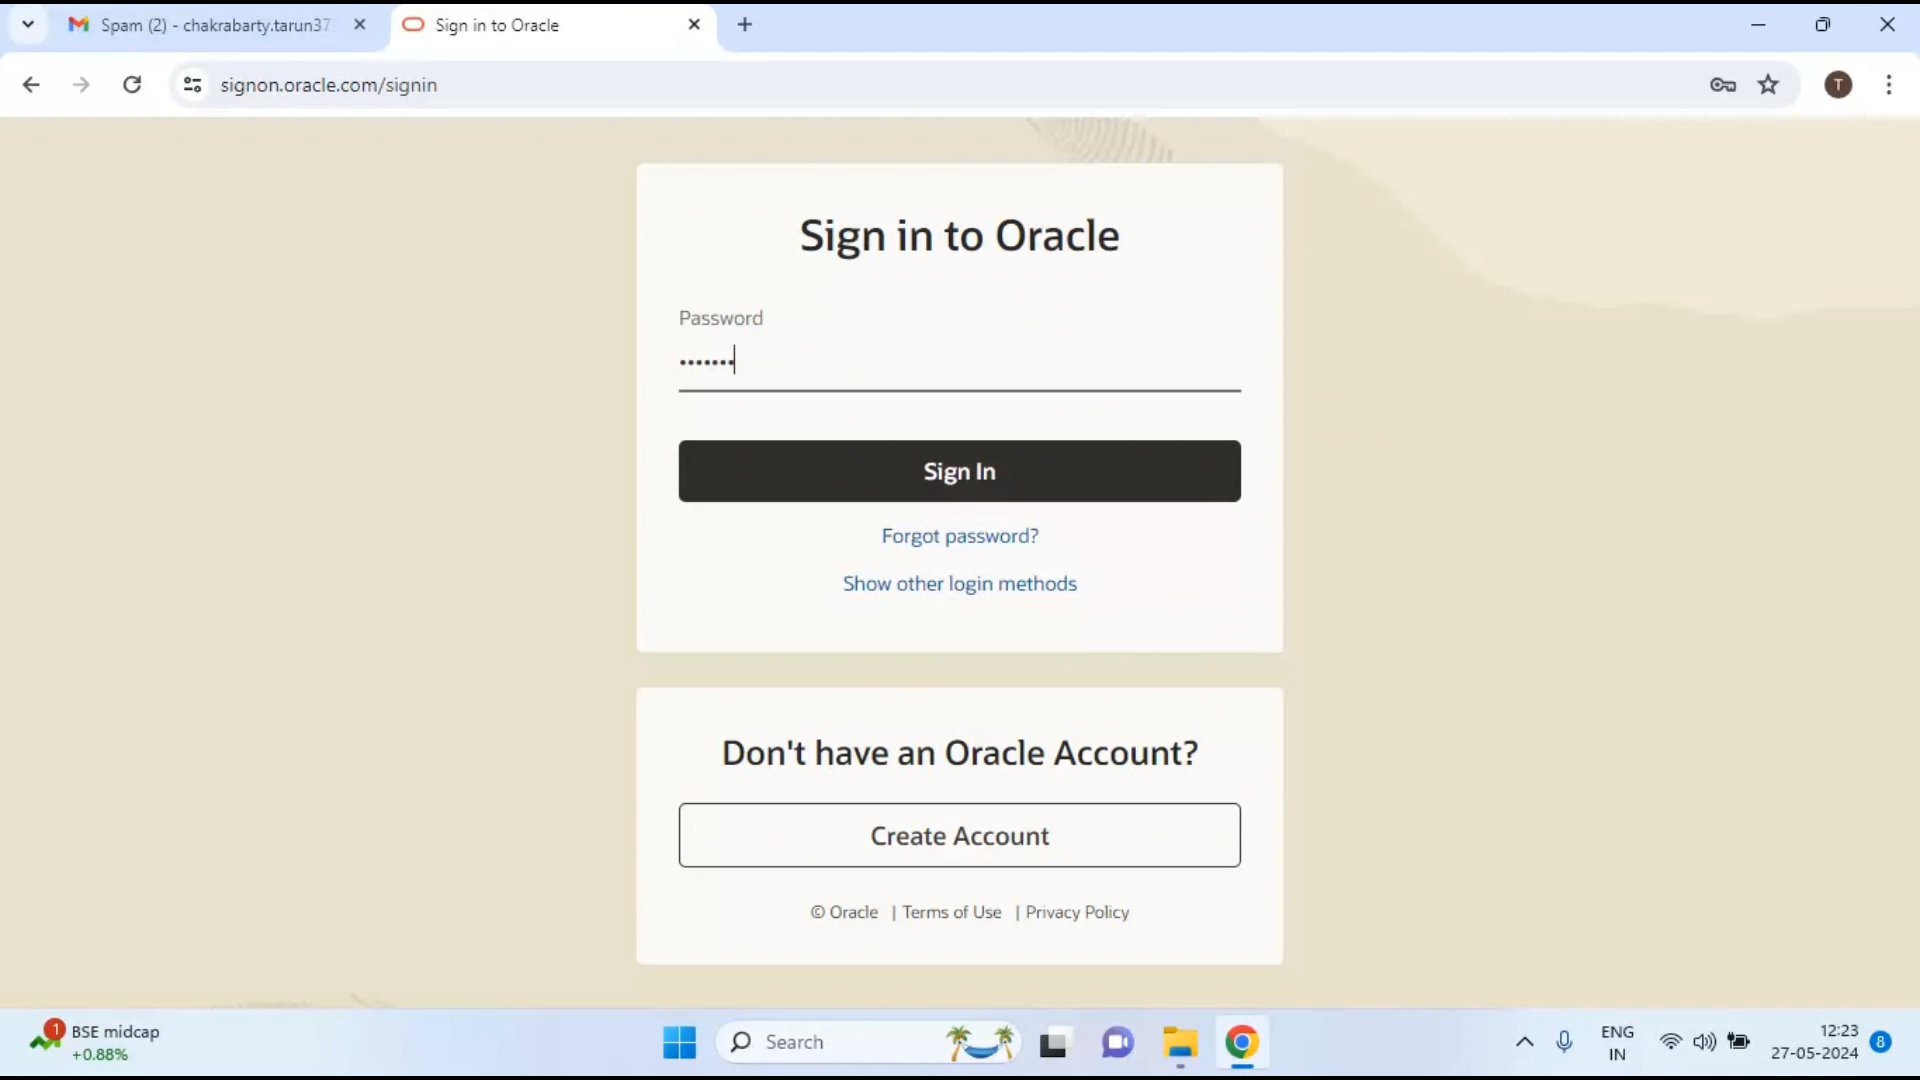 Spam (2) - chakrabarty.tarun37
Sign in to Oracle
signon.oracle.com/signin
T
Sign in to Oracle
Password
•••••••
Sign In
Forgot password?
Show other login methods
Don't have an Oracle Account?
Create Account
© Oracle | Terms of Use | Privacy Policy
1
BSE midcap
+0.88%
Search
ENG
IN
12:23
27-05-2024
8